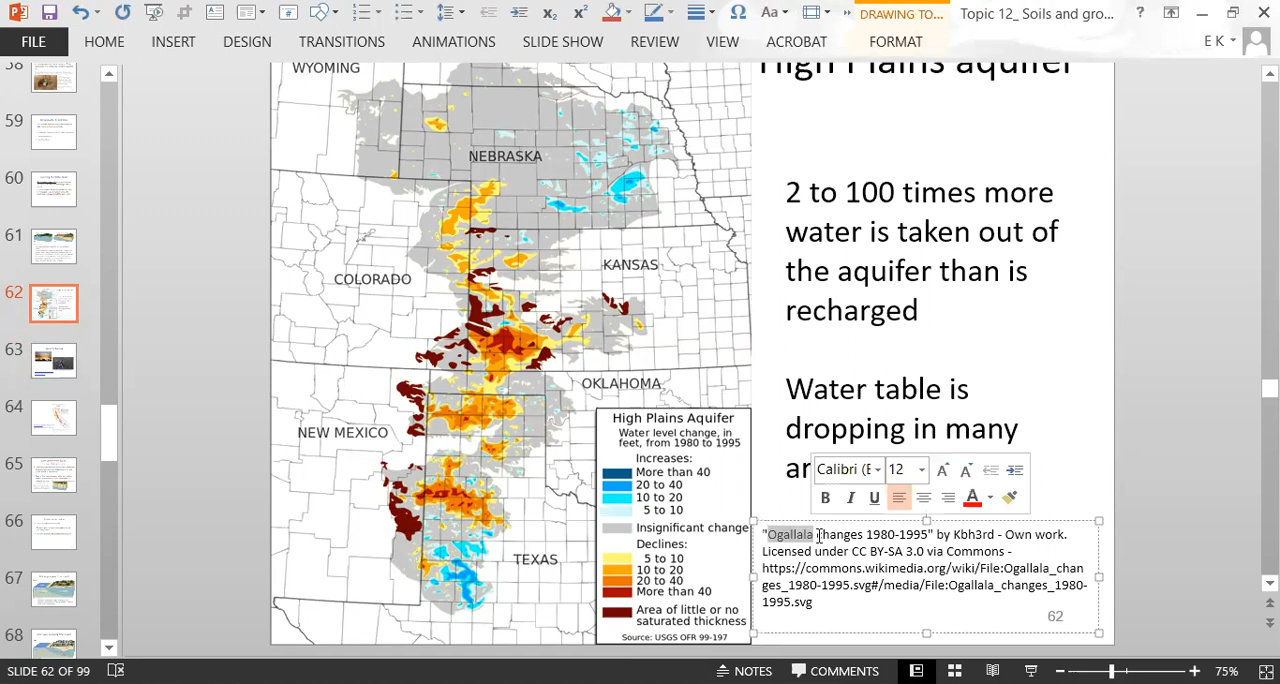 Topic 12_ Soils and gro...
DRAWING TO...
?
E K
FILE
HOME
INSERT
DESIGN
TRANSITIONS
ANIMATIONS
SLIDE SHOW
REVIEW
VIEW
ACROBAT
FORMAT
58
59
60
61
62
63
64
65
66
67
68
WYOMING
NEBRASKA
COLORADO
KANSAS
OKLAHOMA
NEW MEXICO
TEXAS
High Plains Aquifer
Water level change, in
feet, from 1980 to 1995
Increases:
More than 40
20 to 40
10 to 20
5 to 10
Insignificant change
Declines:
5 to 10
10 to 20
20 to 40
More than 40
Area of little or no
saturated thickness
Source: USGS OFR 99-197
High Plains aquifer
2 to 100 times more
water is taken out of
the aquifer than is
recharged
Water table is
dropping in many
ar
Calibri (E
12
B I U A
"Ogallala changes 1980-1995" by Kbh3rd - Own work.
Licensed under CC BY-SA 3.0 via Commons -
https://commons.wikimedia.org/wiki/File:Ogallala_chan
ges_1980-1995.svg#/media/File:Ogallala_changes_1980-
1995.svg
62
SLIDE 62 OF 99
NOTES
COMMENTS
75%